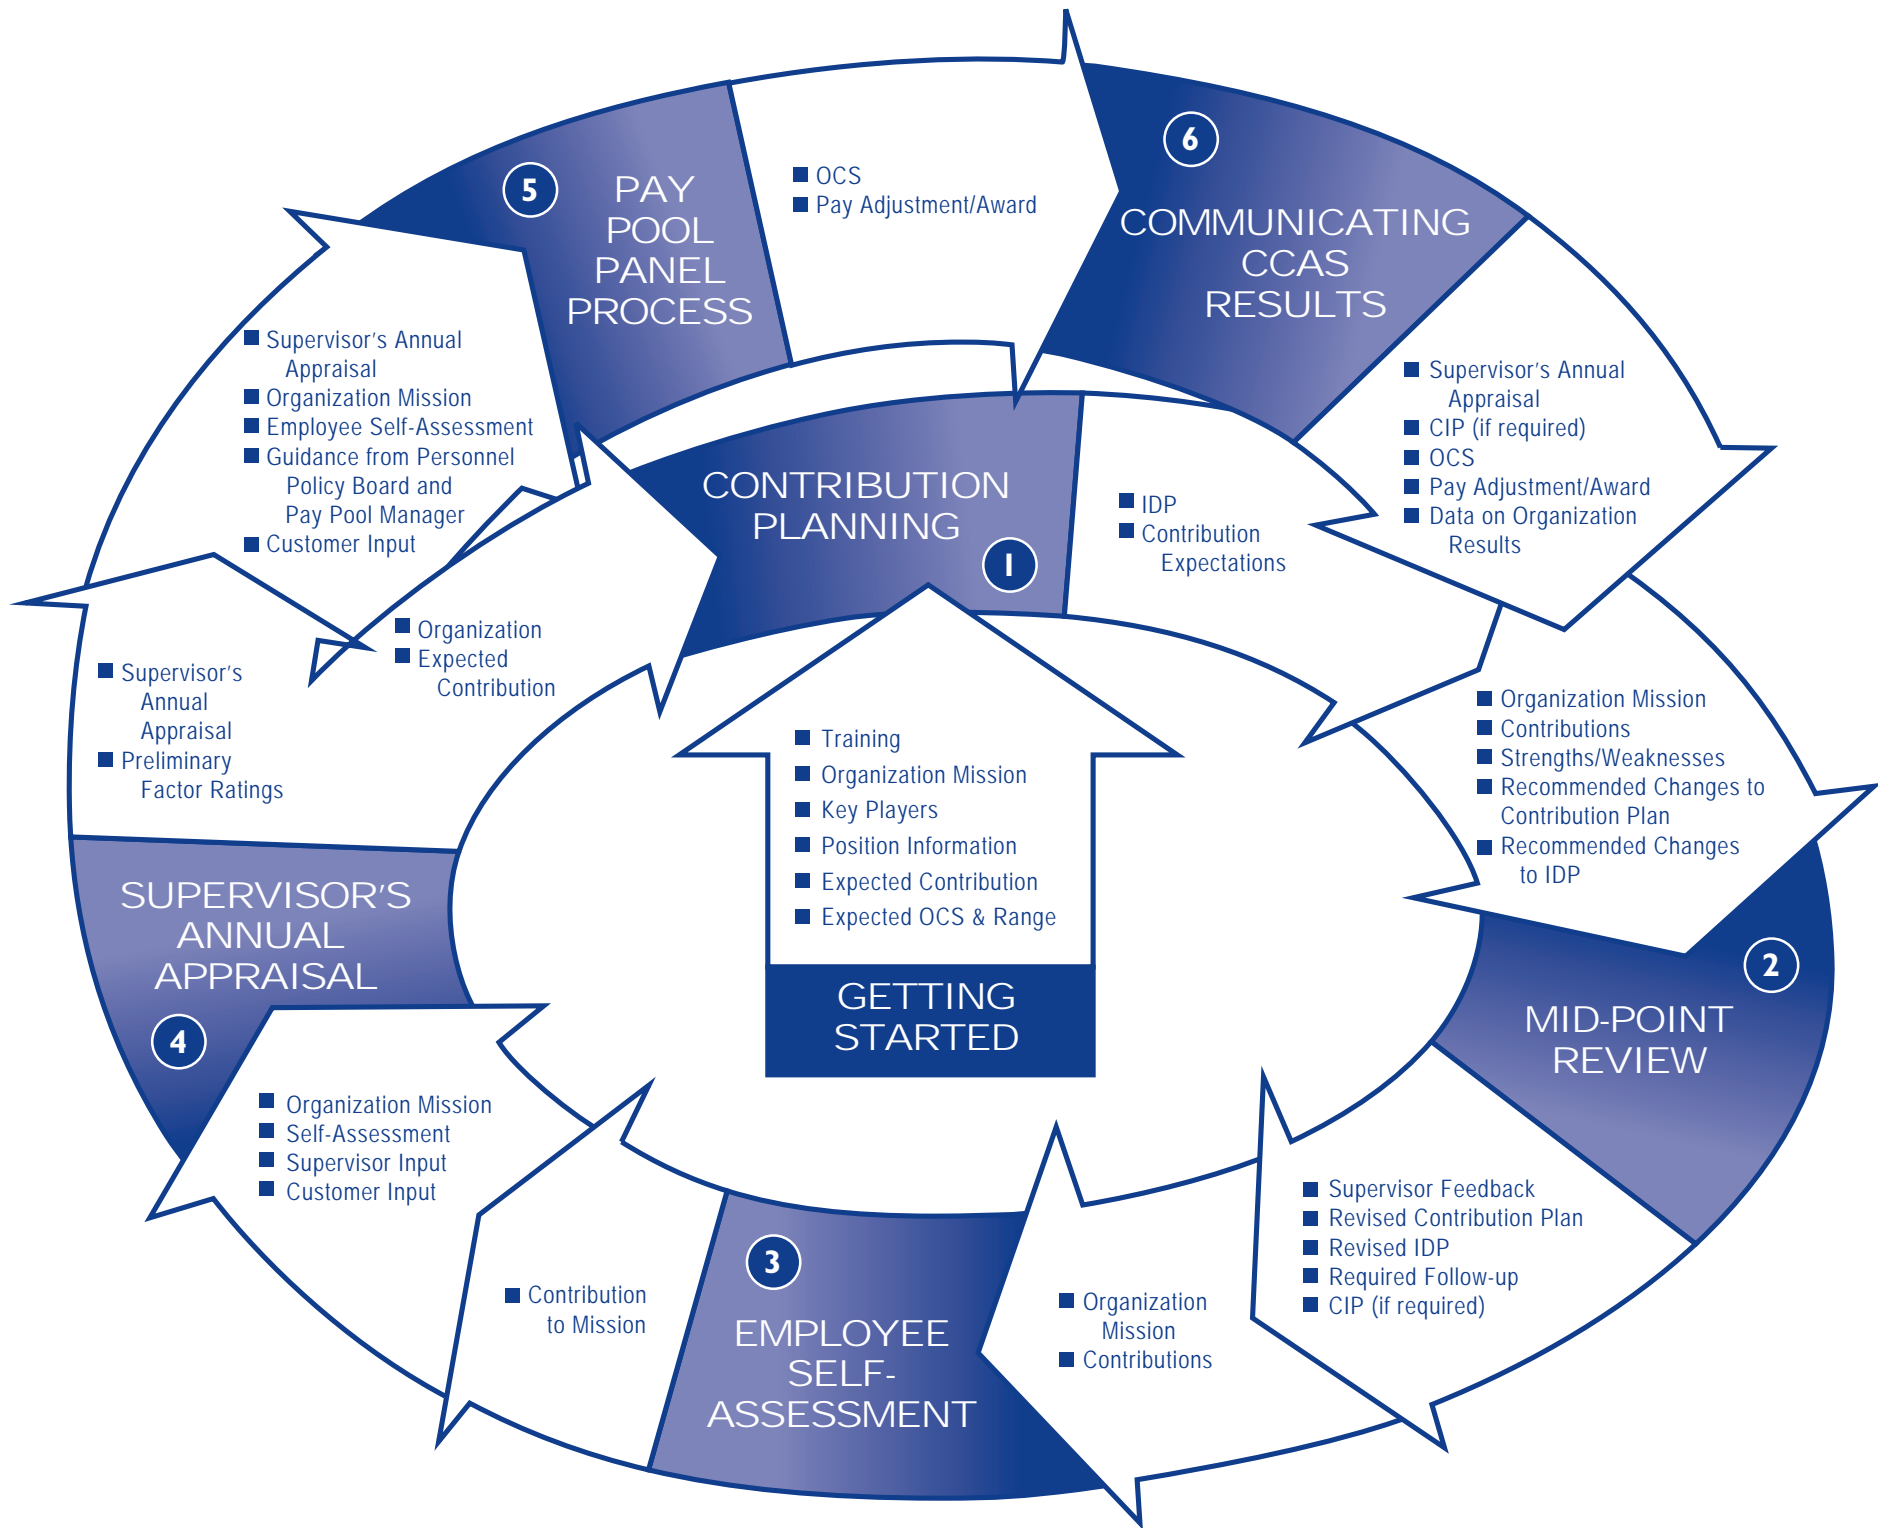 GETTING
STARTED
Training
Organization Mission
Key Players
Position Information
Expected Contribution
Expected OCS & Range
CONTRIBUTION
PLANNING
1
IDP
Contribution
Expectations
Organization Mission
Contributions
Strengths/Weaknesses
Recommended Changes to
Contribution Plan
Recommended Changes
to IDP
2
MID-POINT
REVIEW
Supervisor Feedback
Revised Contribution Plan
Revised IDP
Required Follow-up
CIP (if required)
Organization
Mission
Contributions
3
EMPLOYEE
SELF-
ASSESSMENT
Contribution
to Mission
Organization Mission
Self-Assessment
Supervisor Input
Customer Input
SUPERVISOR'S
ANNUAL
APPRAISAL
4
Supervisor's
Annual
Appraisal
Preliminary
Factor Ratings
Supervisor's Annual
Appraisal
Organization Mission
Employee Self-Assessment
Guidance from Personnel
Policy Board and
Pay Pool Manager
Customer Input
5
PAY
POOL
PANEL
PROCESS
OCS
Pay Adjustment/Award
6
COMMUNICATING
CCAS
RESULTS
Supervisor's Annual
Appraisal
CIP (if required)
OCS
Pay Adjustment/Award
Data on Organization
Results
Organization
Expected
Contribution